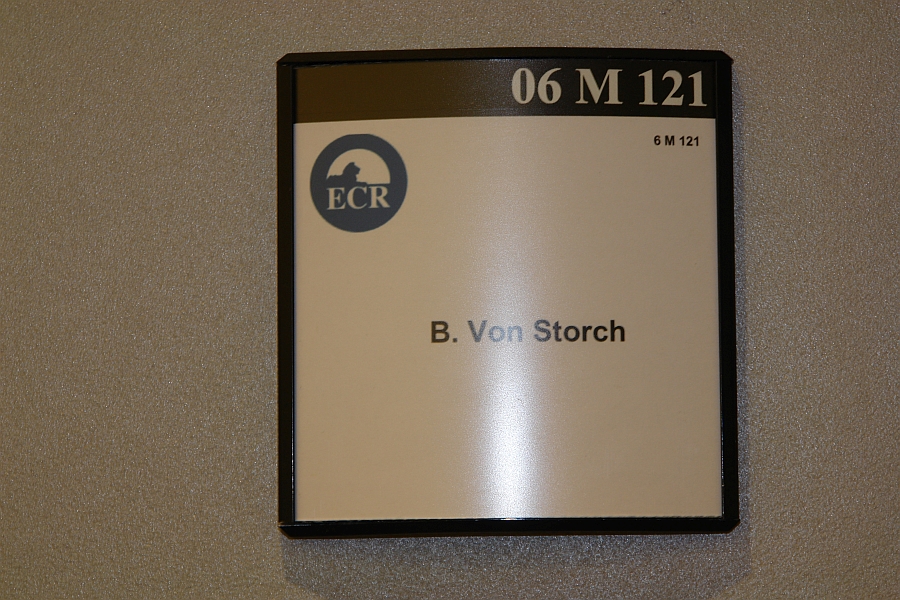 06 M 121
6 M 121
ECR
B. Von Storch